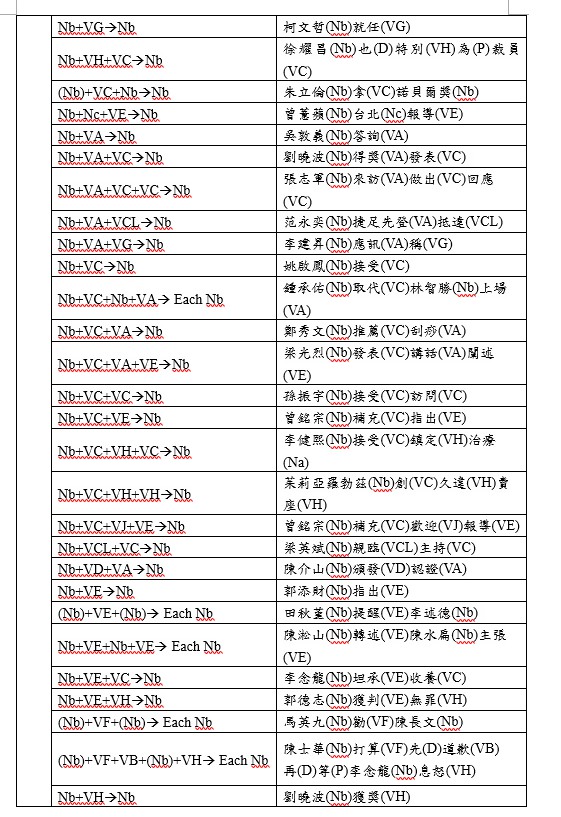 Nb+VG→Nb
柯文哲(Nb)就任(VG)
Nb+VH+VC→Nb
徐耀昌(Nb)也(D)特別(VH)為(P)裁員
(VC)
(Nb)+VC+Nb→Nb
朱立倫(Nb)拿(VC)諾貝爾獎(Nb)
Nb+Nc+VE→Nb
曾蕙蘋(Nb)台北(Nc)報導(VE)
Nb+VA→Nb
吳敦義(Nb)答詢(VA)
Nb+VA+VC→Nb
劉曉波(Nb)得獎(VA)發表(VC)
Nb+VA+VC+VC→Nb
張志軍(Nb)來訪(VA)做出(VC)回應
(VC)
Nb+VA+VCL→Nb
范永奕(Nb)捷足先登(VA)抵達(VCL)
Nb+VA+VG→Nb
李建昇(Nb)應訊(VA)稱(VG)
Nb+VC→Nb
姚啟鳳(Nb)接受(VC)
Nb+VC+Nb+VA→ Each Nb
鍾承佑(Nb)取代(VC)林智勝(Nb)上場
(VA)
Nb+VC+VA→Nb
鄭秀文(Nb)推薦(VC)刮痧(VA)
Nb+VC+VA+VE→Nb
梁光烈(Nb)發表(VC)講話(VA)闡述
(VE)
Nb+VC+VC→Nb
孫振宇(Nb)接受(VC)訪問(VC)
Nb+VC+VE→Nb
曾銘宗(Nb)補充(VC)指出(VE)
Nb+VC+VH+VC→Nb
李健熙(Nb)接受(VC)鎮定(VH)治療
(Na)
Nb+VC+VH+VH→Nb
茱莉亞羅勃茲(Nb)創(VC)久違(VH)賣
座(VH)
Nb+VC+VJ+VE→Nb
曾銘宗(Nb)補充(VC)歡迎(VJ)報導(VE)
Nb+VCL+VC→Nb
梁英斌(Nb)親臨(VCL)主持(VC)
Nb+VD+VA→Nb
陳介山(Nb)頒發(VD)認證(VA)
Nb+VE→Nb
郭添財(Nb)指出(VE)
(Nb)+VE+(Nb)→ Each Nb
田秋堇(Nb)提醒(VE)李述德(Nb)
Nb+VE+Nb+VE→ Each Nb
陳淞山(Nb)轉述(VE)陳水扁(Nb)主張
(VE)
Nb+VE+VC→Nb
李念龍(Nb)坦承(VE)收養(VC)
Nb+VE+VH→Nb
郭德志(Nb)獲判(VE)無罪(VH)
(Nb)+VF+(Nb)→ Each Nb
馬英九(Nb)勸(VF)陳長文(Nb)
(Nb)+VF+VB+(Nb)+VH→ Each Nb
陳士華(Nb)打算(VF)先(D)道歉(VB)
再(D)等(P)李念龍(Nb)息怒(VH)
Nb+VH→Nb
劉曉波(Nb)獲獎(VH)